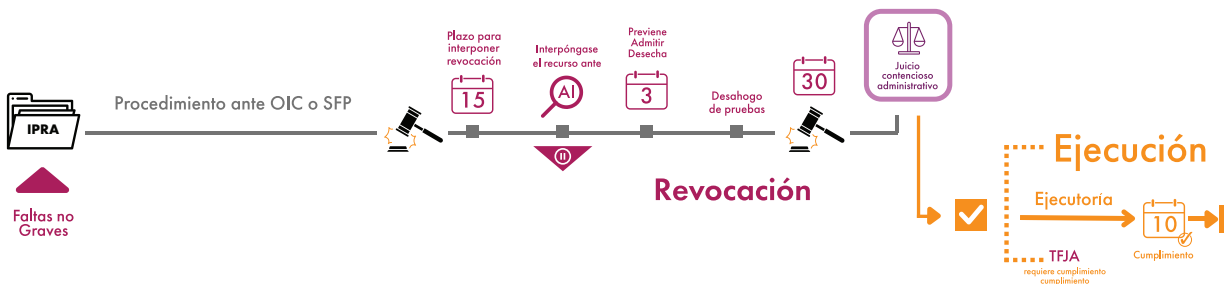 IPRA
Faltas no
Graves
Procedimiento ante OIC o SFP
Plazo para
interponer
revocación
15
Interpóngase
el recurso ante
AI
Previene
Admitir
Desecha
3
Desahogo
de pruebas
30
Revocación
Juicio
contencioso
administrativo
Ejecución
Ejecutoría
10
Cumplimiento
TFJA
requiere cumplimiento
cumplimiento